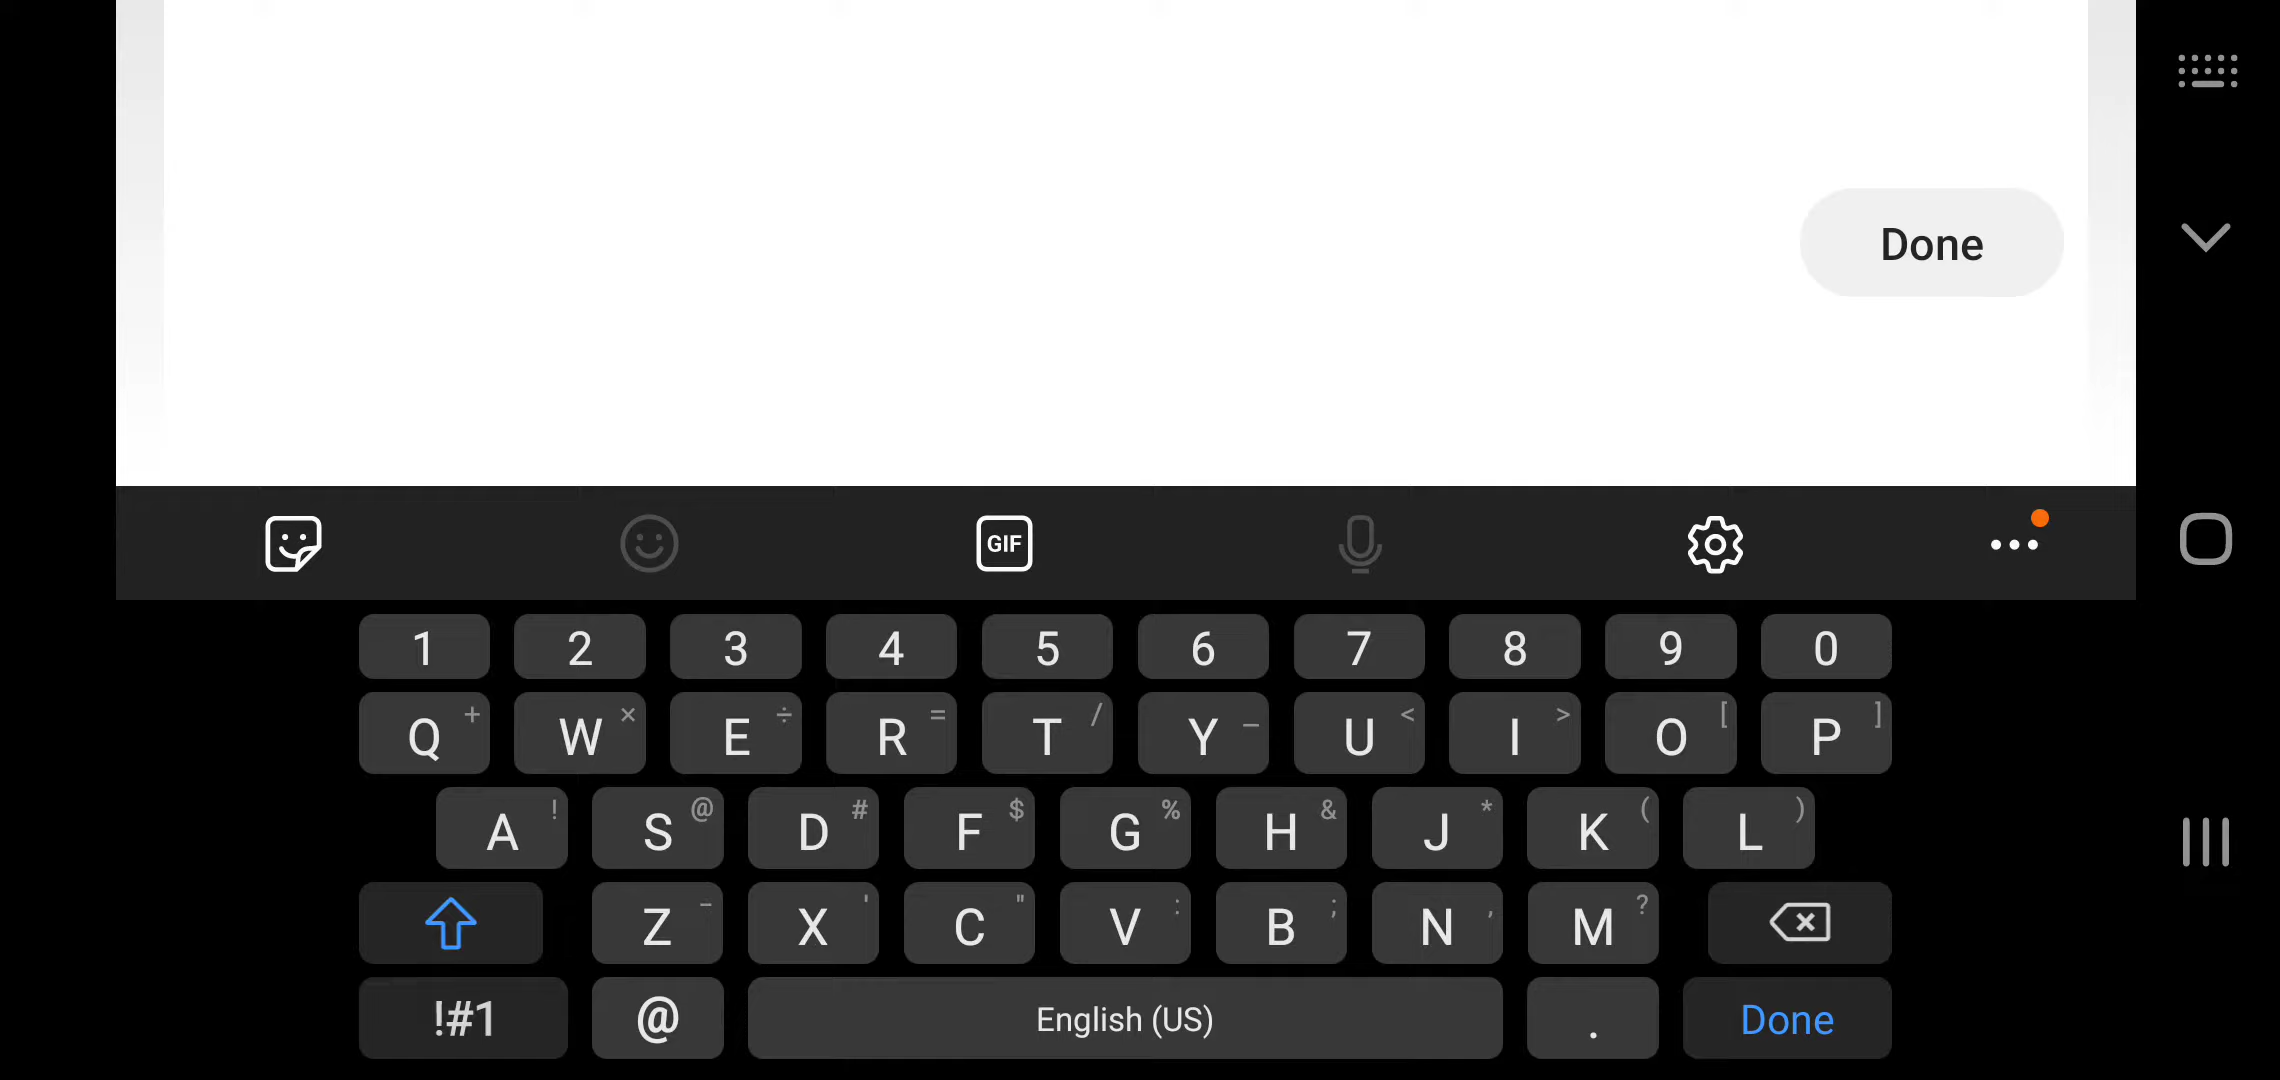 Done
GIF
1 2 3 4 5 6 7 8 9 0
Q + W × E ÷ R = T / Y _ U < I > O [ P ]
A ! S @ D # F $ G % H & J * K ( L )
Z - X ' C " V : B ; N , M ?
!#1 @ English (US) . Done